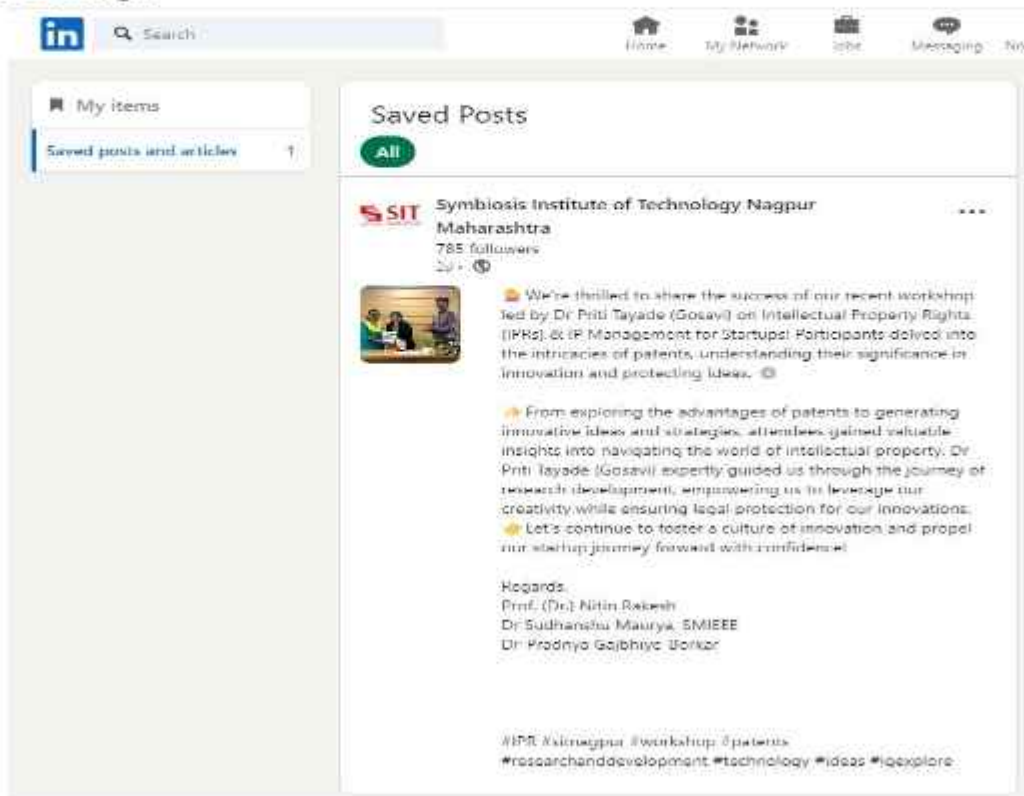 in
Search
Home
My Network
Jobs
Messaging
No
My items
Saved posts and articles 1
Saved Posts
All
SIT
Symbiosis Institute of Technology Nagpur
Maharashtra
785 followers
We're thrilled to share the success of our recent workshop
led by Dr Priti Tayade (Gosavi) on Intellectual Property Rights
(IPRs) & IP Management for Startups! Participants delved into
the intricacies of patents, understanding their significance in
innovation and protecting ideas.
From exploring the advantages of patents to generating
innovative ideas and strategies, attendees gained valuable
insights into navigating the world of intellectual property. Dr
Priti Tayade (Gosavi) expertly guided us through the journey of
research development, empowering us to leverage our
creativity while ensuring legal protection for our innovations.
Let's continue to foster a culture of innovation and propel
our startup journey forward with confidence!
Regards,
Prof. (Dr.) Nitin Rakesh
Dr Sudhanshu Maurya, SMIEEE
Dr Pradnya Gajbhiye Borkar
#IPR #sitnagpur #workshop #patents
#researchanddevelopment #technology #ideas #iqexplore